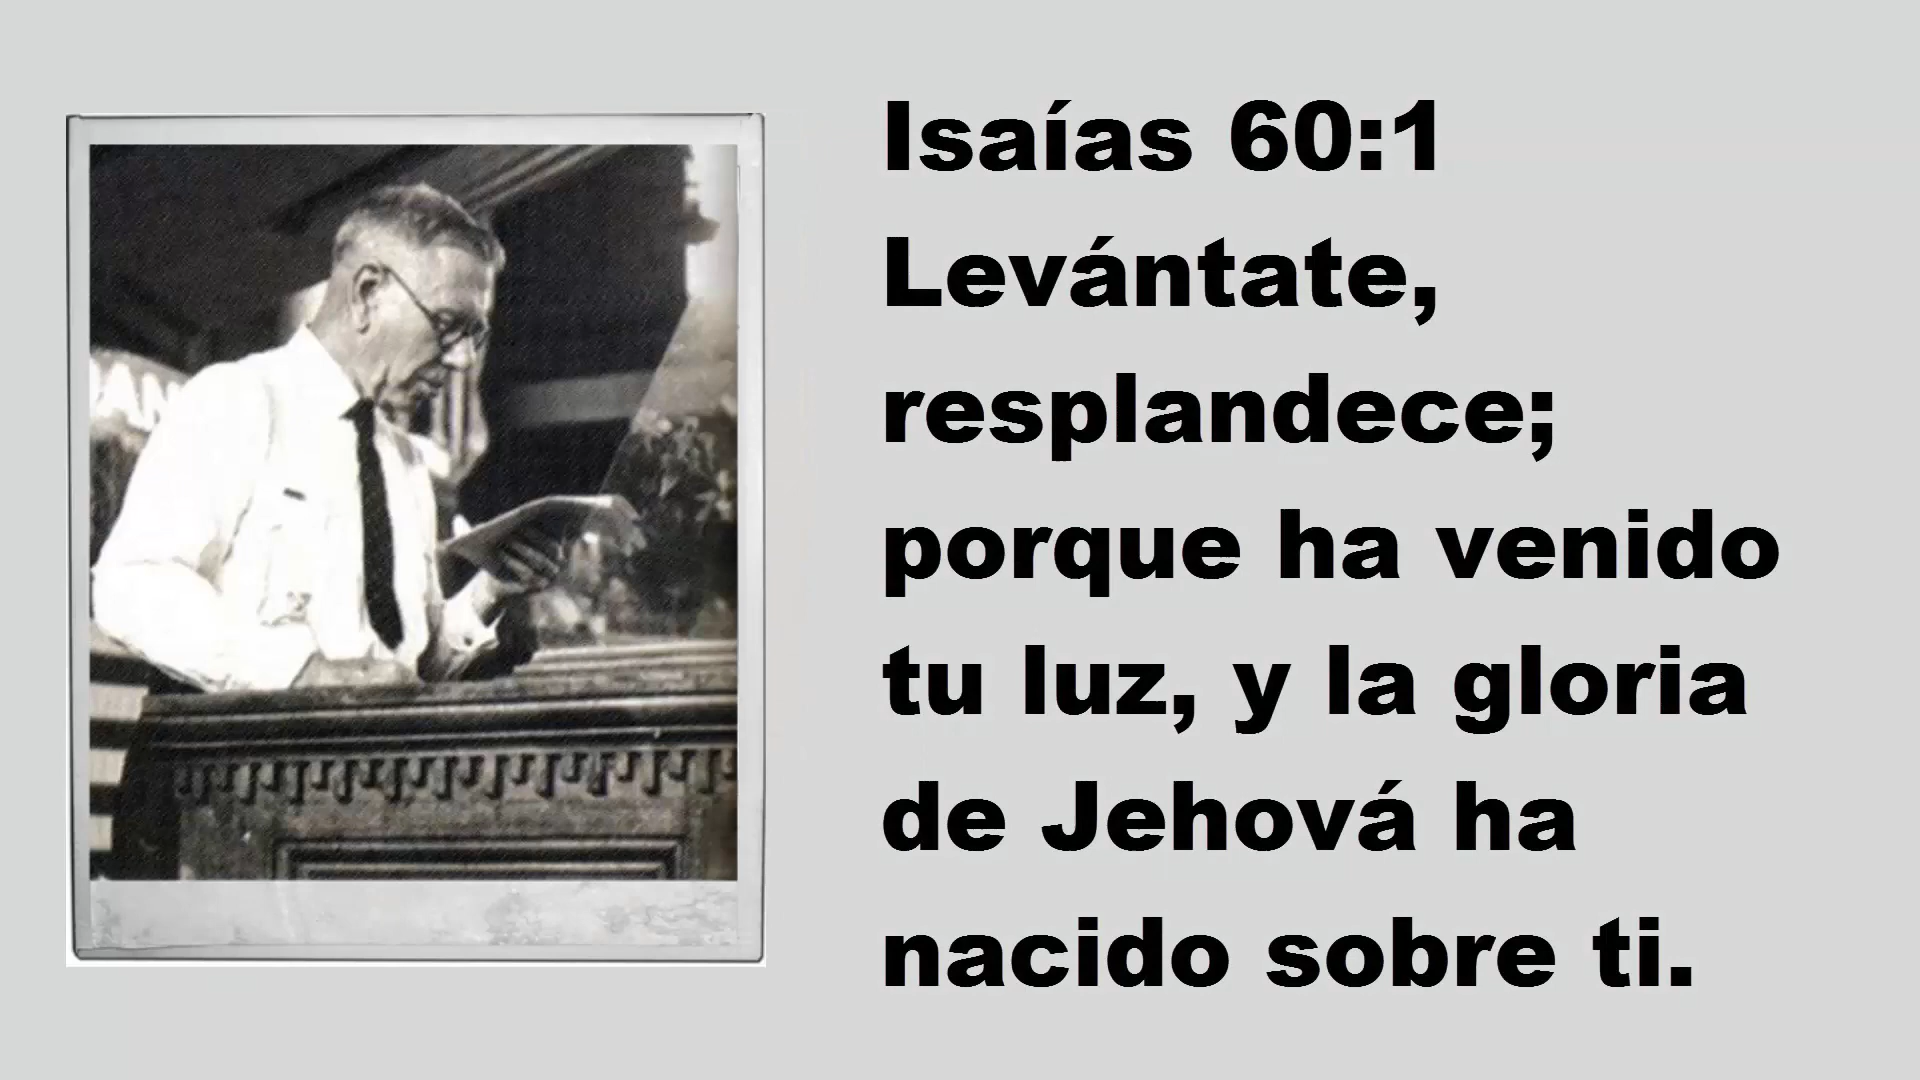 Isaías 60:1
Levántate,
resplandece;
porque ha venido
tu luz, y la gloria
de Jehová ha
nacido sobre ti.